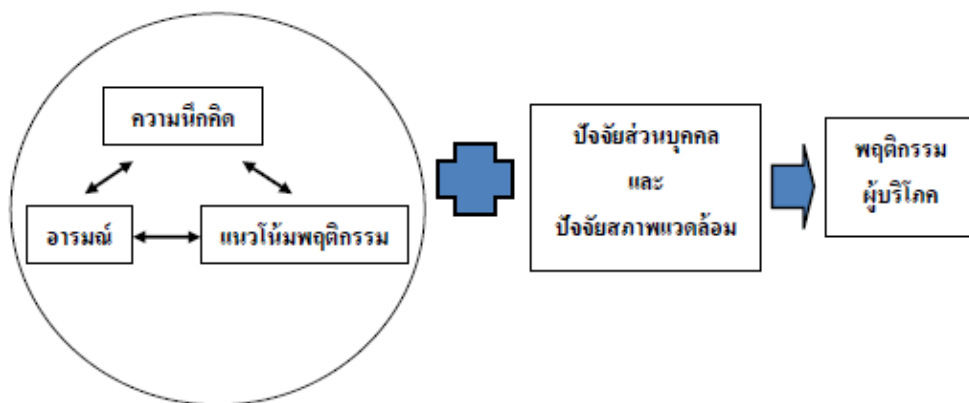 ความนึกคิด
อารมณ์
แนวโน้มพฤติกรรม
ปัจจัยส่วนบุคคล
และ
ปัจจัยสภาพแวดล้อม
พฤติกรรม
ผู้บริโภค